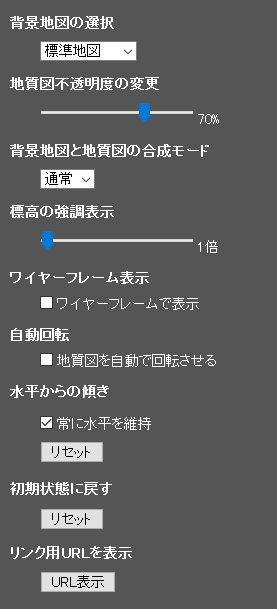 背景地図の選択
標準地図
地質図不透明度の変更
70%
背景地図と地質図の合成モード
通常
標高の強調表示
1倍
ワイヤーフレーム表示
ワイヤーフレームで表示
自動回転
地質図を自動で回転させる
水平からの傾き
常に水平を維持
リセット
初期状態に戻す
リセット
リンク用URLを表示
URL表示